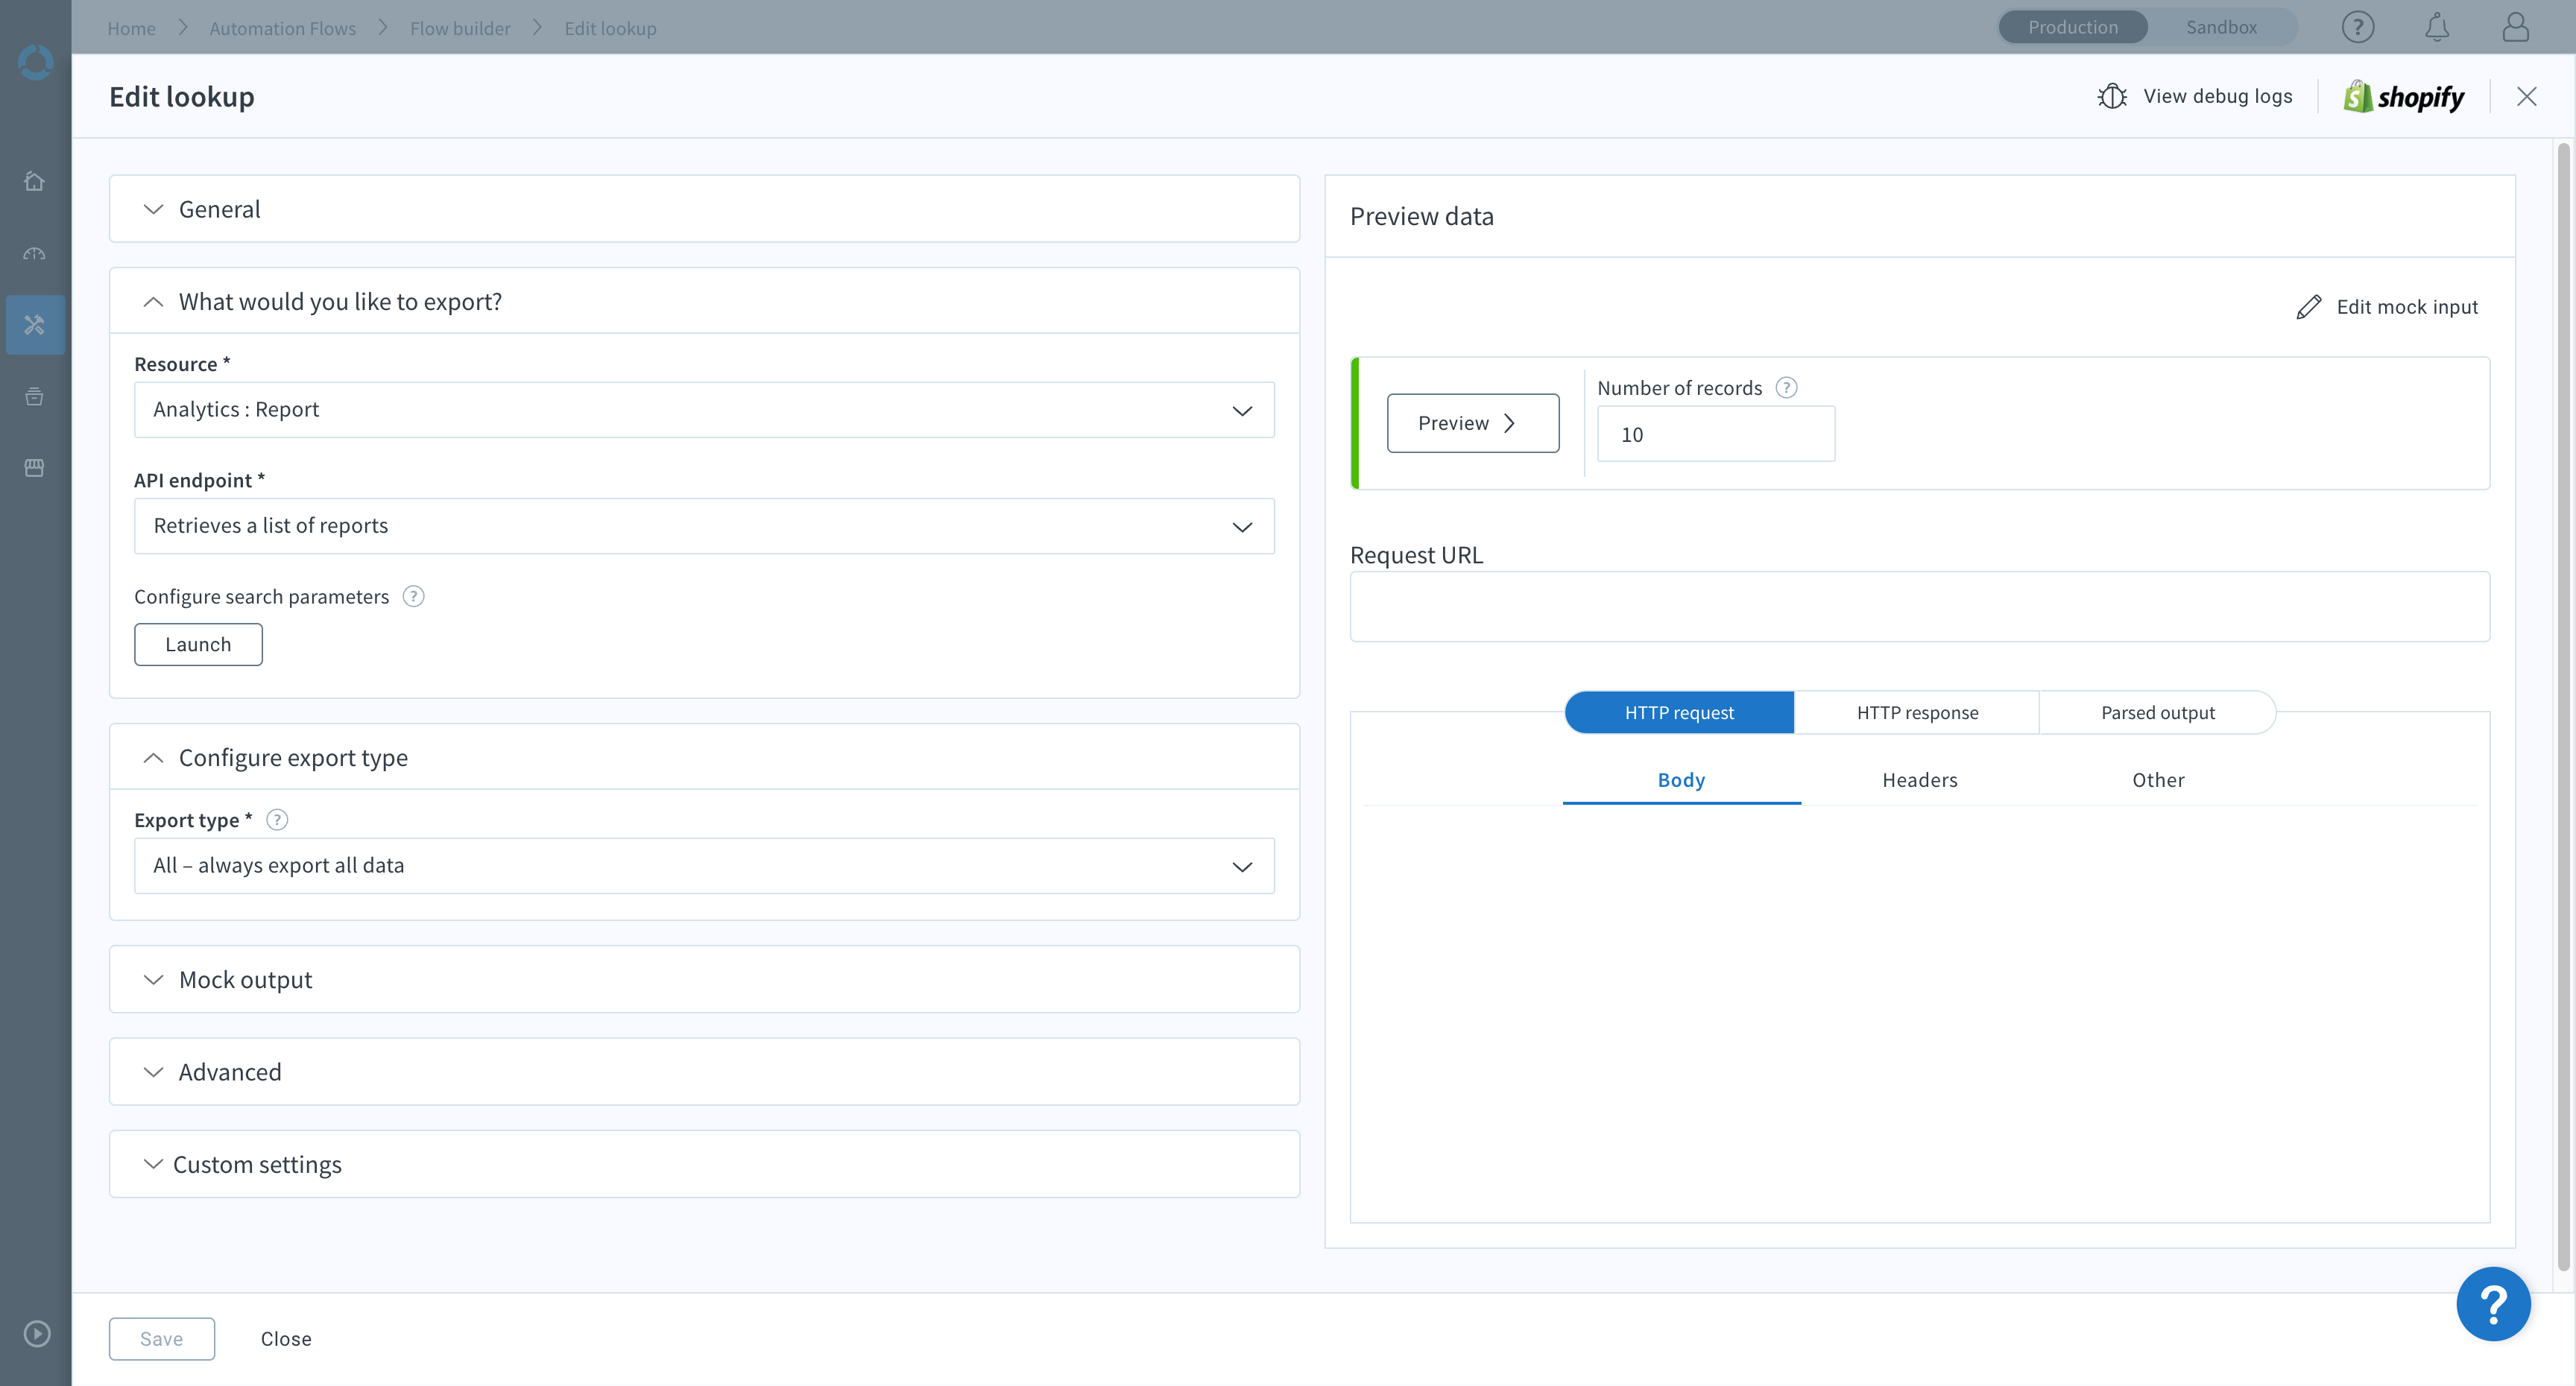 Home
Automation Flows
Flow builder
Edit lookup
Production
Sandbox
Edit lookup
View debug logs
shopify
General
What would you like to export?
Resource *
Analytics : Report
API endpoint *
Retrieves a list of reports
Configure search parameters
Launch
Configure export type
Export type *
All – always export all data
Mock output
Advanced
Custom settings
Preview data
Edit mock input
Preview
Number of records
10
Request URL
HTTP request
HTTP response
Parsed output
Body
Headers
Other
Save
Close